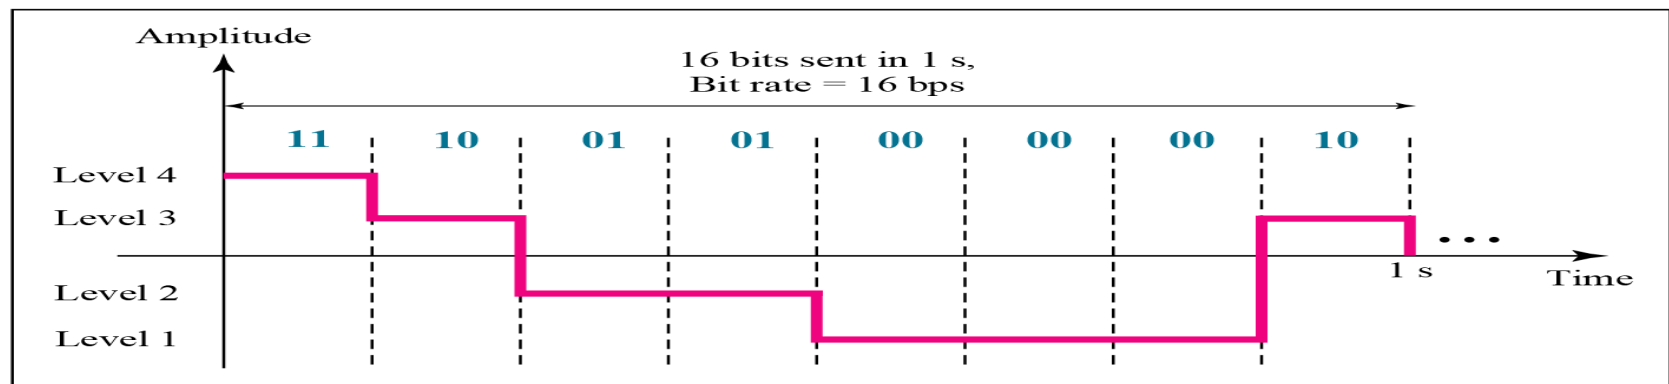 Amplitude
16 bits sent in 1 s,
Bit rate = 16 bps
11 10 01 01 00 00 00 10
Level 4
Level 3
Level 2
Level 1
...
1 s
Time